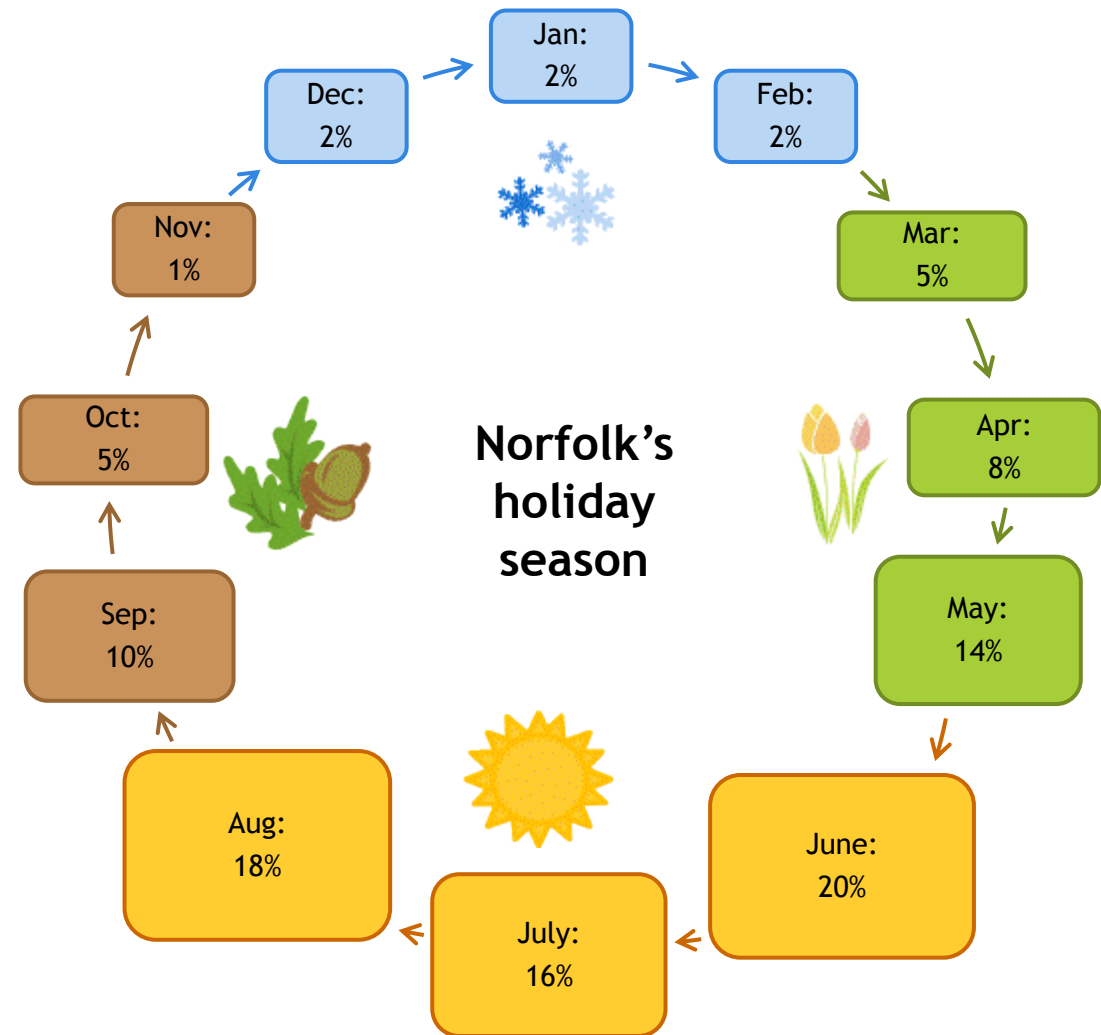 Jan:
2%
Feb:
2%
Mar:
5%
Apr:
8%
May:
14%
June:
20%
July:
16%
Aug:
18%
Sep:
10%
Oct:
5%
Nov:
1%
Dec:
2%
Norfolk’s
holiday
season